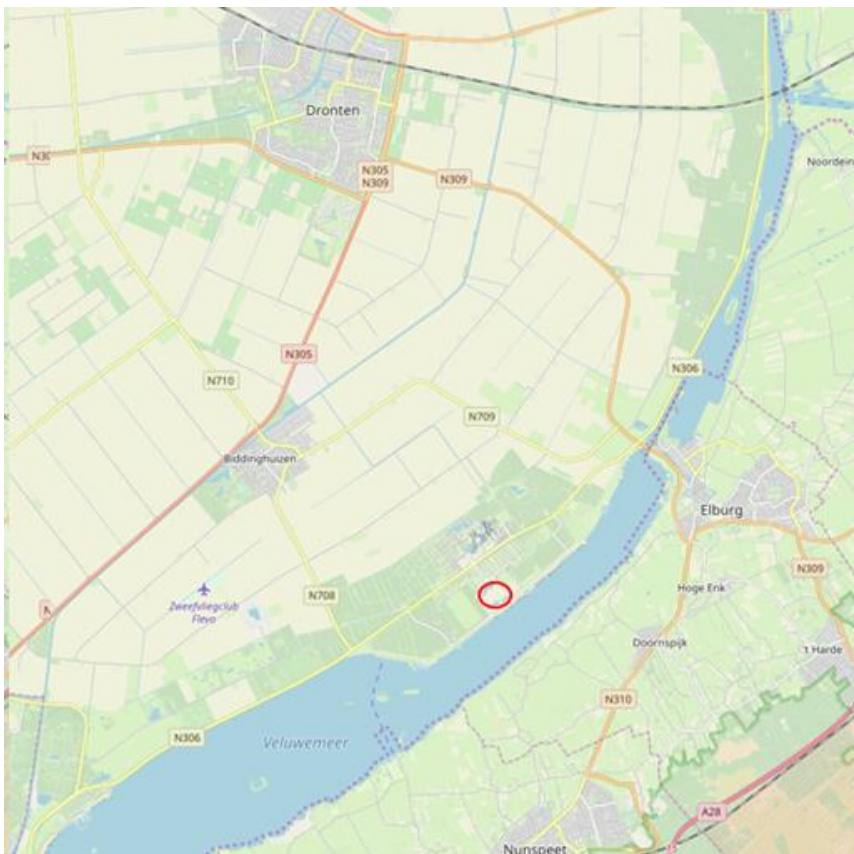 Dronten
N305
N309
N309
Noordein
N305
N306
N710
N709
Biddinghuizen
Elburg
N309
Zweefvliegclub
Flevo
N708
Hoge Enk
Doornspijk
't Harde
N310
N306
Veluwemeer
A28
Nunspeet